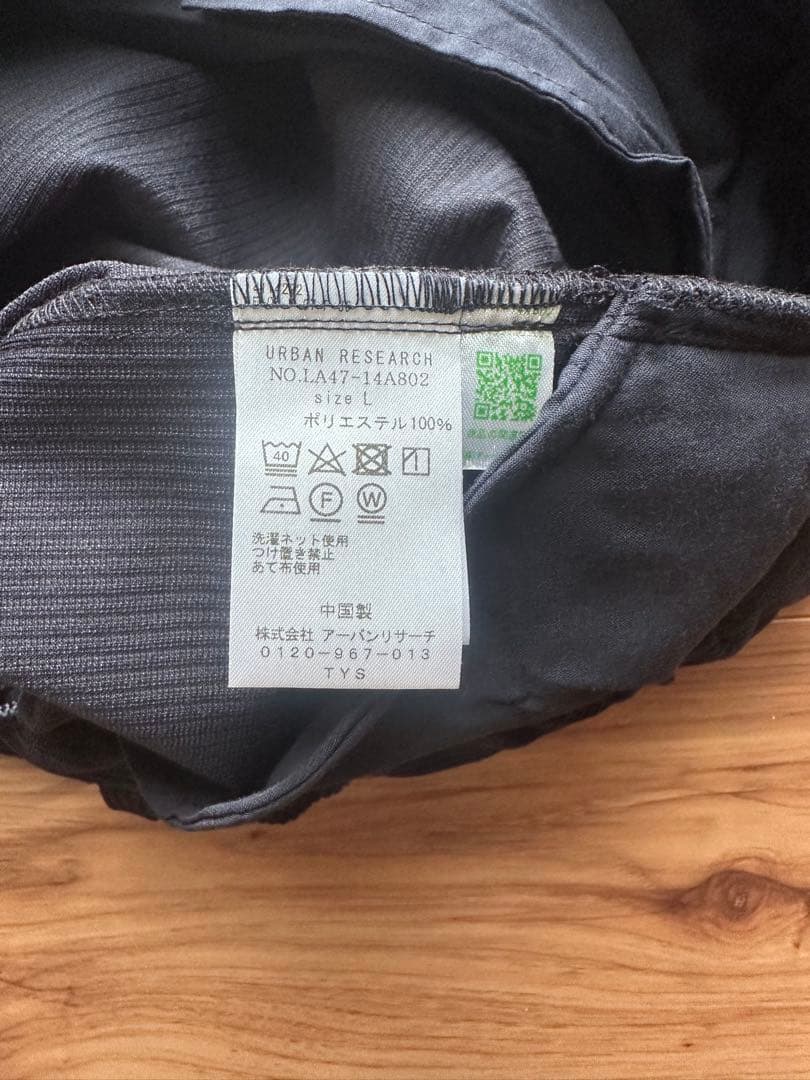 URBAN RESEARCH
NO.LA47-14A802
size L
ポリエステル100%
40
F W
洗濯ネット使用
つけ置き禁止
あて布使用
中国製
株式会社 アーバンリサーチ
0120-967-013
TYS